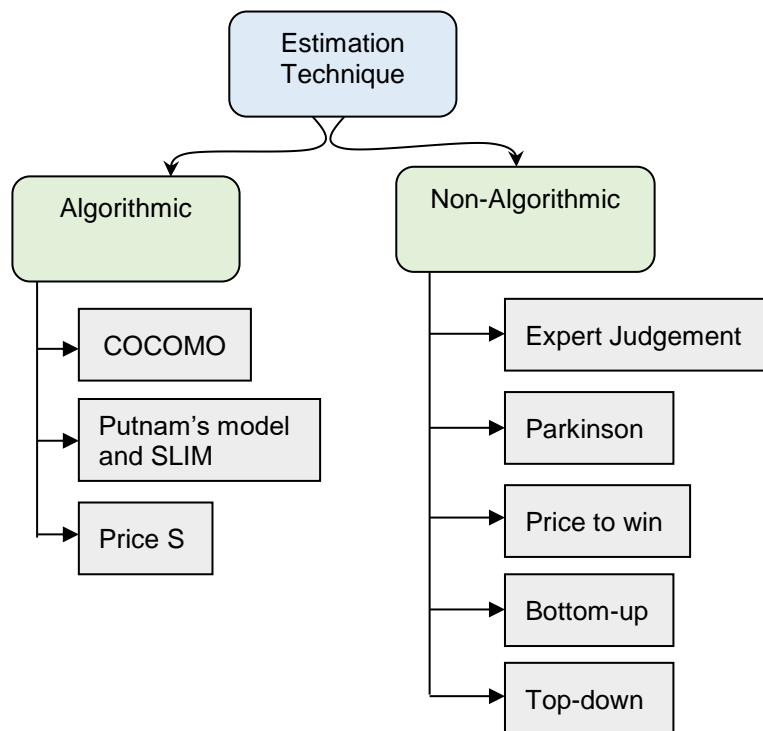 Estimation
Technique
Algorithmic
COCOMO
Putnam’s model
and SLIM
Price S
Non-Algorithmic
Expert Judgement
Parkinson
Price to win
Bottom-up
Top-down